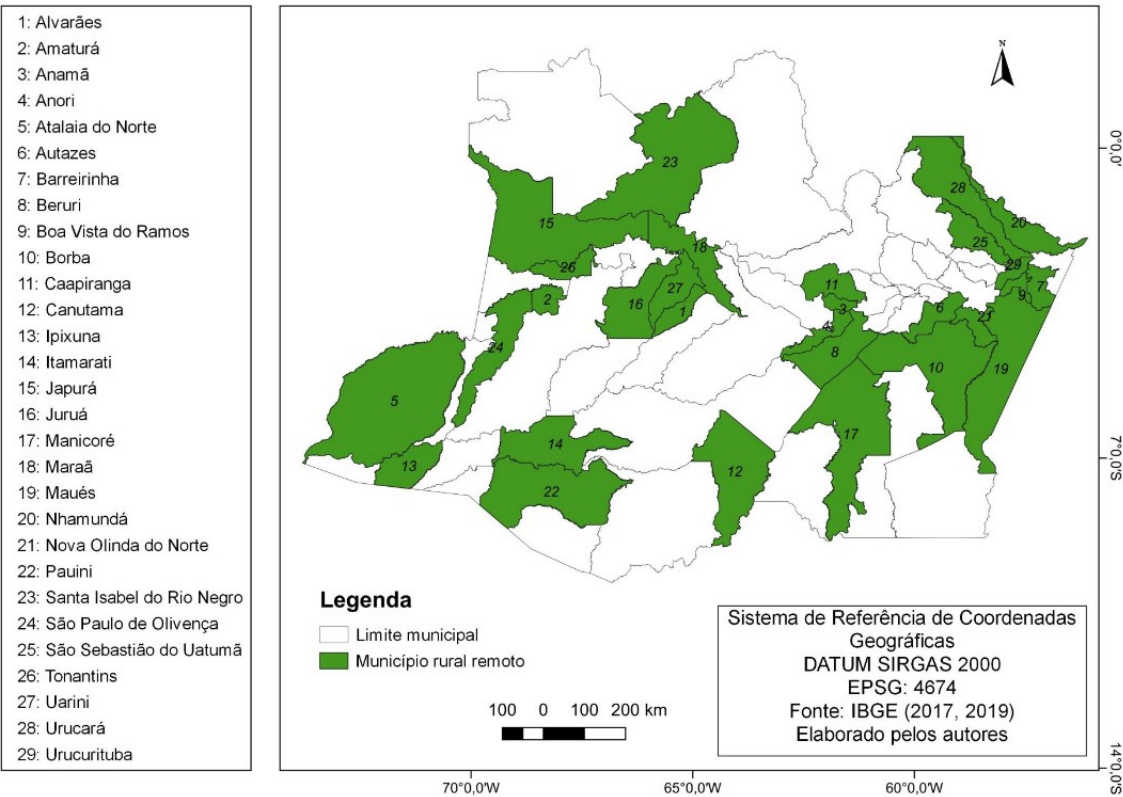 1: Alvarães
2: Amaturá
3: Anamã
4: Anori
5: Atalaia do Norte
6: Autazes
7: Barreirinha
8: Beruri
9: Boa Vista do Ramos
10: Borba
11: Caapiranga
12: Canutama
13: Ipixuna
14: Itamarati
15: Japurá
16: Juruá
17: Manicoré
18: Maraã
19: Maués
20: Nhamundá
21: Nova Olinda do Norte
22: Pauini
23: Santa Isabel do Rio Negro
24: São Paulo de Olivença
25: São Sebastião do Uatumã
26: Tonantins
27: Uarini
28: Urucará
29: Urucurituba
N
0°0,0'
23
28
15
20
18
25
26
29
27
7
11
2
16
9
1
3
6
21
4
24
8
10
19
5
17
14
7°0,0'S
13
12
22
Legenda
Limite municipal
Município rural remoto
100 0 100 200 km
Sistema de Referência de Coordenadas
Geográficas
DATUM SIRGAS 2000
EPSG: 4674
Fonte: IBGE (2017, 2019)
Elaborado pelos autores
14°0,0'S
70°0,0'W
65°0,0'W
60°0,0'W